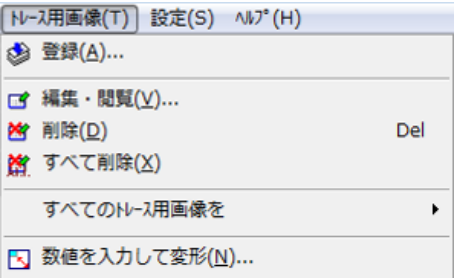 ﾄﾚｰｽ用画像(T) 設定(S) ﾍﾙﾌﾟ(H)
登録(A)...
編集・閲覧(V)...
削除(D) Del
すべて削除(X)
すべてのﾄﾚｰｽ用画像を
数値を入力して変形(N)...